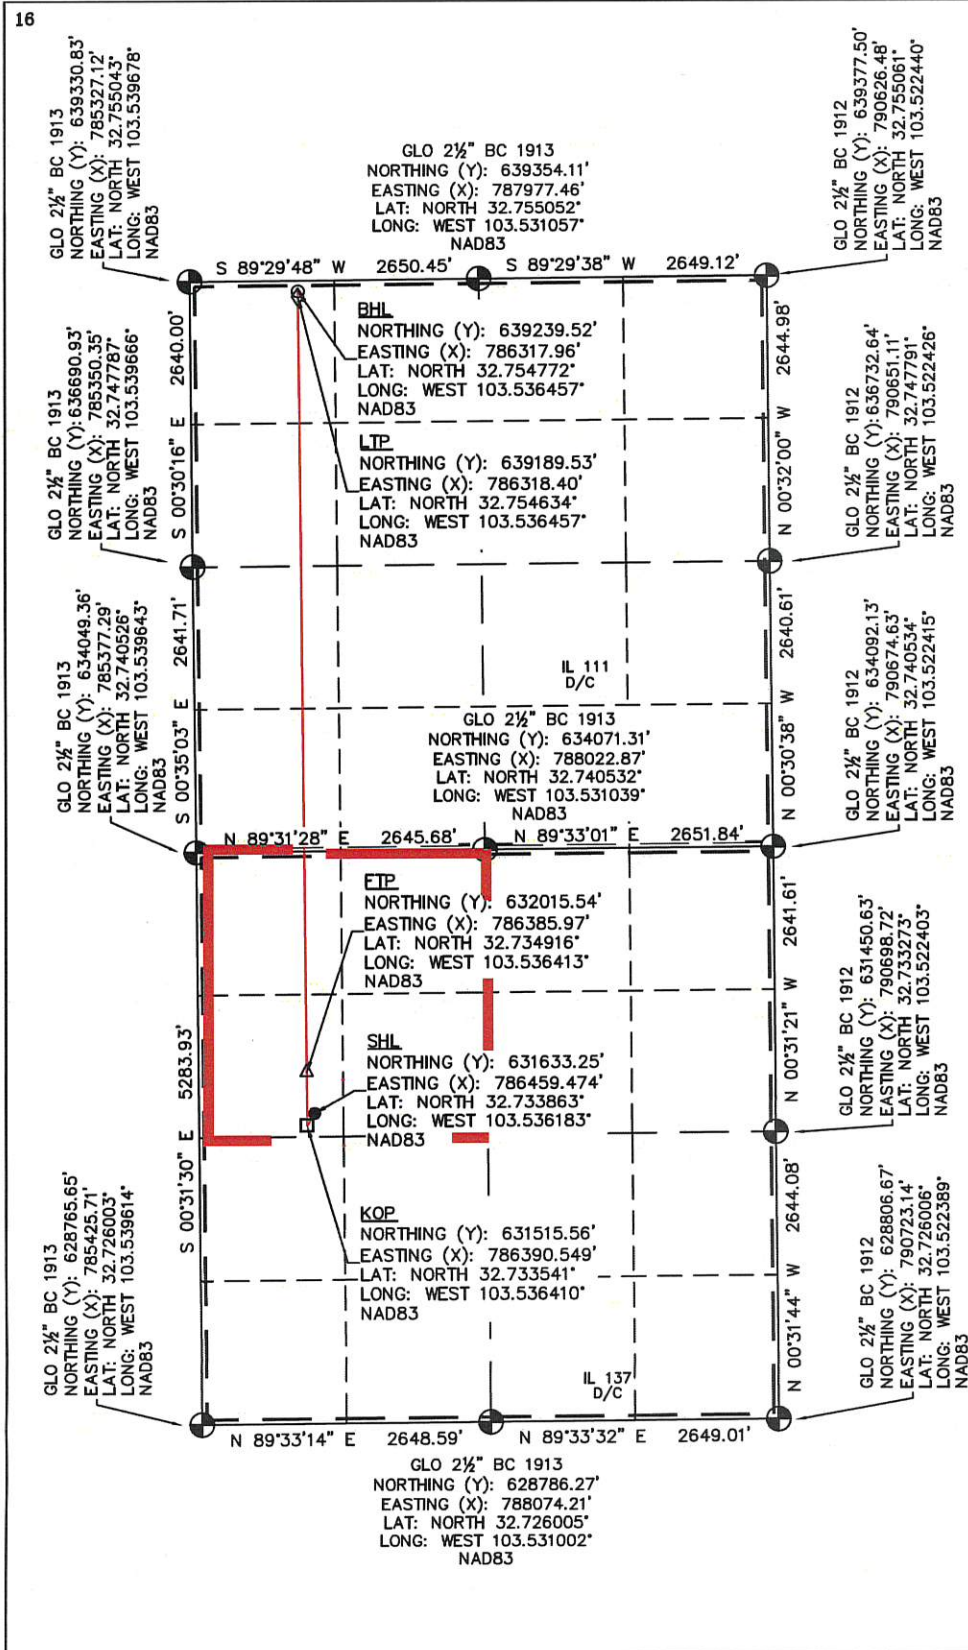 16
GLO 2½" BC 1913
NORTHING (Y): 639330.83'
EASTING (X): 785327.12'
LAT: NORTH 32.755043°
LONG: WEST 103.539678°
NAD83
GLO 2½" BC 1913
NORTHING (Y): 639354.11'
EASTING (X): 787977.46'
LAT: NORTH 32.755052°
LONG: WEST 103.531057°
NAD83
GLO 2½" BC 1912
NORTHING (Y): 639377.50'
EASTING (X): 790626.48'
LAT: NORTH 32.755061°
LONG: WEST 103.522440°
NAD83
S 89°29'48" W 2650.45'
S 89°29'38" W 2649.12'
BHL
NORTHING (Y): 639239.52'
EASTING (X): 786317.96'
LAT: NORTH 32.754772°
LONG: WEST 103.536457°
NAD83
LTP
NORTHING (Y): 639189.53'
EASTING (X): 786318.40'
LAT: NORTH 32.754634°
LONG: WEST 103.536457°
NAD83
S 00°30'16" E 2640.00'
N 00°32'00" W 2644.98'
GLO 2½" BC 1913
NORTHING (Y): 636690.93'
EASTING (X): 785350.35'
LAT: NORTH 32.747787°
LONG: WEST 103.539666°
NAD83
GLO 2½" BC 1912
NORTHING (Y): 636732.64'
EASTING (X): 790651.11'
LAT: NORTH 32.747791°
LONG: WEST 103.522426°
NAD83
S 00°35'03" E 2641.71'
N 00°30'38" W 2640.61'
IL 111
D/C
GLO 2½" BC 1913
NORTHING (Y): 634049.36'
EASTING (X): 785377.29'
LAT: NORTH 32.740526°
LONG: WEST 103.539643°
NAD83
GLO 2½" BC 1913
NORTHING (Y): 634071.31'
EASTING (X): 788022.87'
LAT: NORTH 32.740532°
LONG: WEST 103.531039°
NAD83
GLO 2½" BC 1912
NORTHING (Y): 634092.13'
EASTING (X): 790674.63'
LAT: NORTH 32.740534°
LONG: WEST 103.522415°
NAD83
N 89°31'28" E 2645.68'
N 89°33'01" E 2651.84'
FTP
NORTHING (Y): 632015.54'
EASTING (X): 786385.97'
LAT: NORTH 32.734916°
LONG: WEST 103.536413°
NAD83
SHL
NORTHING (Y): 631633.25'
EASTING (X): 786459.474'
LAT: NORTH 32.733863°
LONG: WEST 103.536183°
NAD83
S 00°31'30" E 5283.93'
N 00°31'21" W 2641.61'
GLO 2½" BC 1912
NORTHING (Y): 631450.63'
EASTING (X): 790698.72'
LAT: NORTH 32.733273°
LONG: WEST 103.522403°
NAD83
KOP
NORTHING (Y): 631515.56'
EASTING (X): 786390.549'
LAT: NORTH 32.733541°
LONG: WEST 103.536410°
NAD83
N 00°31'44" W 2644.08'
IL 137
D/C
GLO 2½" BC 1913
NORTHING (Y): 628765.65'
EASTING (X): 785425.71'
LAT: NORTH 32.726003°
LONG: WEST 103.539614°
NAD83
GLO 2½" BC 1912
NORTHING (Y): 628806.67'
EASTING (X): 790723.14'
LAT: NORTH 32.726006°
LONG: WEST 103.522389°
NAD83
N 89°33'14" E 2648.59'
N 89°33'32" E 2649.01'
GLO 2½" BC 1913
NORTHING (Y): 628786.27'
EASTING (X): 788074.21'
LAT: NORTH 32.726005°
LONG: WEST 103.531002°
NAD83